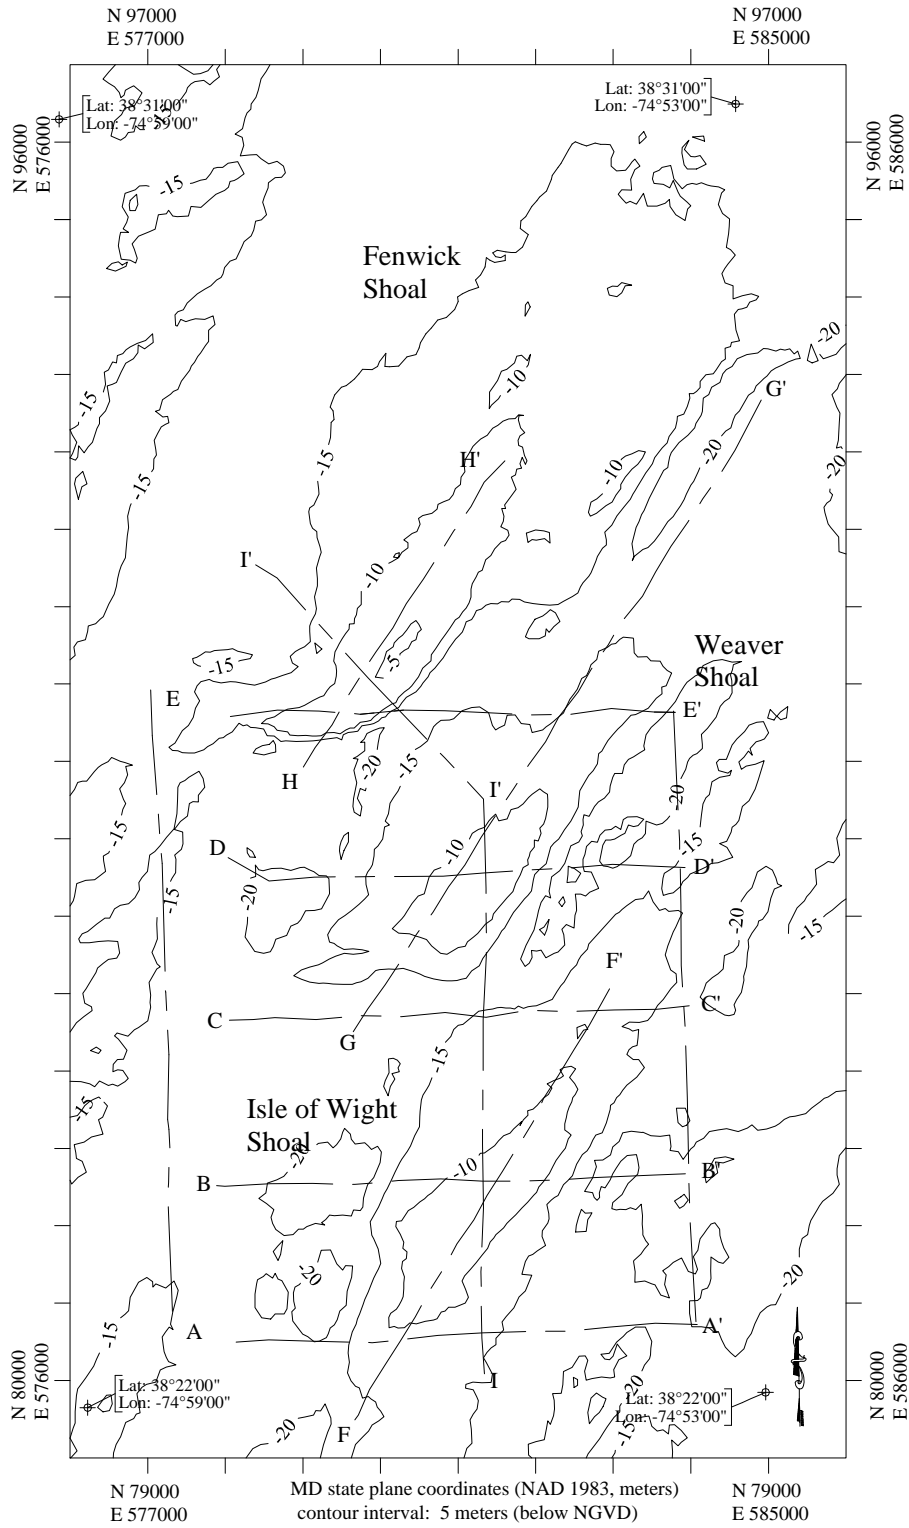 N 97000
E 577000
N 97000
E 585000
Lat: 38°31'00"
Lon: -74°59'00"
Lat: 38°31'00"
Lon: -74°53'00"
N 96000
E 576000
N 96000
E 586000
-15
Fenwick
Shoal
-20
-10
G'
-15
-20
H'
-10
-15
-20
-15
I'
-10
Weaver
Shoal
-5
-15
E
E'
H
-20
-15
I'
-20
-15
D
-10
-15
D'
-15
-20
-20
-15
F'
C
C'
G
-15
-15
Isle of Wight
Shoal
-20
-10
B
B'
-20
-20
A
A'
-15
I
N 80000
E 576000
Lat: 38°22'00"
Lon: -74°59'00"
-20
Lat: 38°22'00"
Lon: -74°53'00"
N 80000
E 586000
-20
F
-15
N 79000
E 577000
MD state plane coordinates (NAD 1983, meters)
contour interval: 5 meters (below NGVD)
N 79000
E 585000